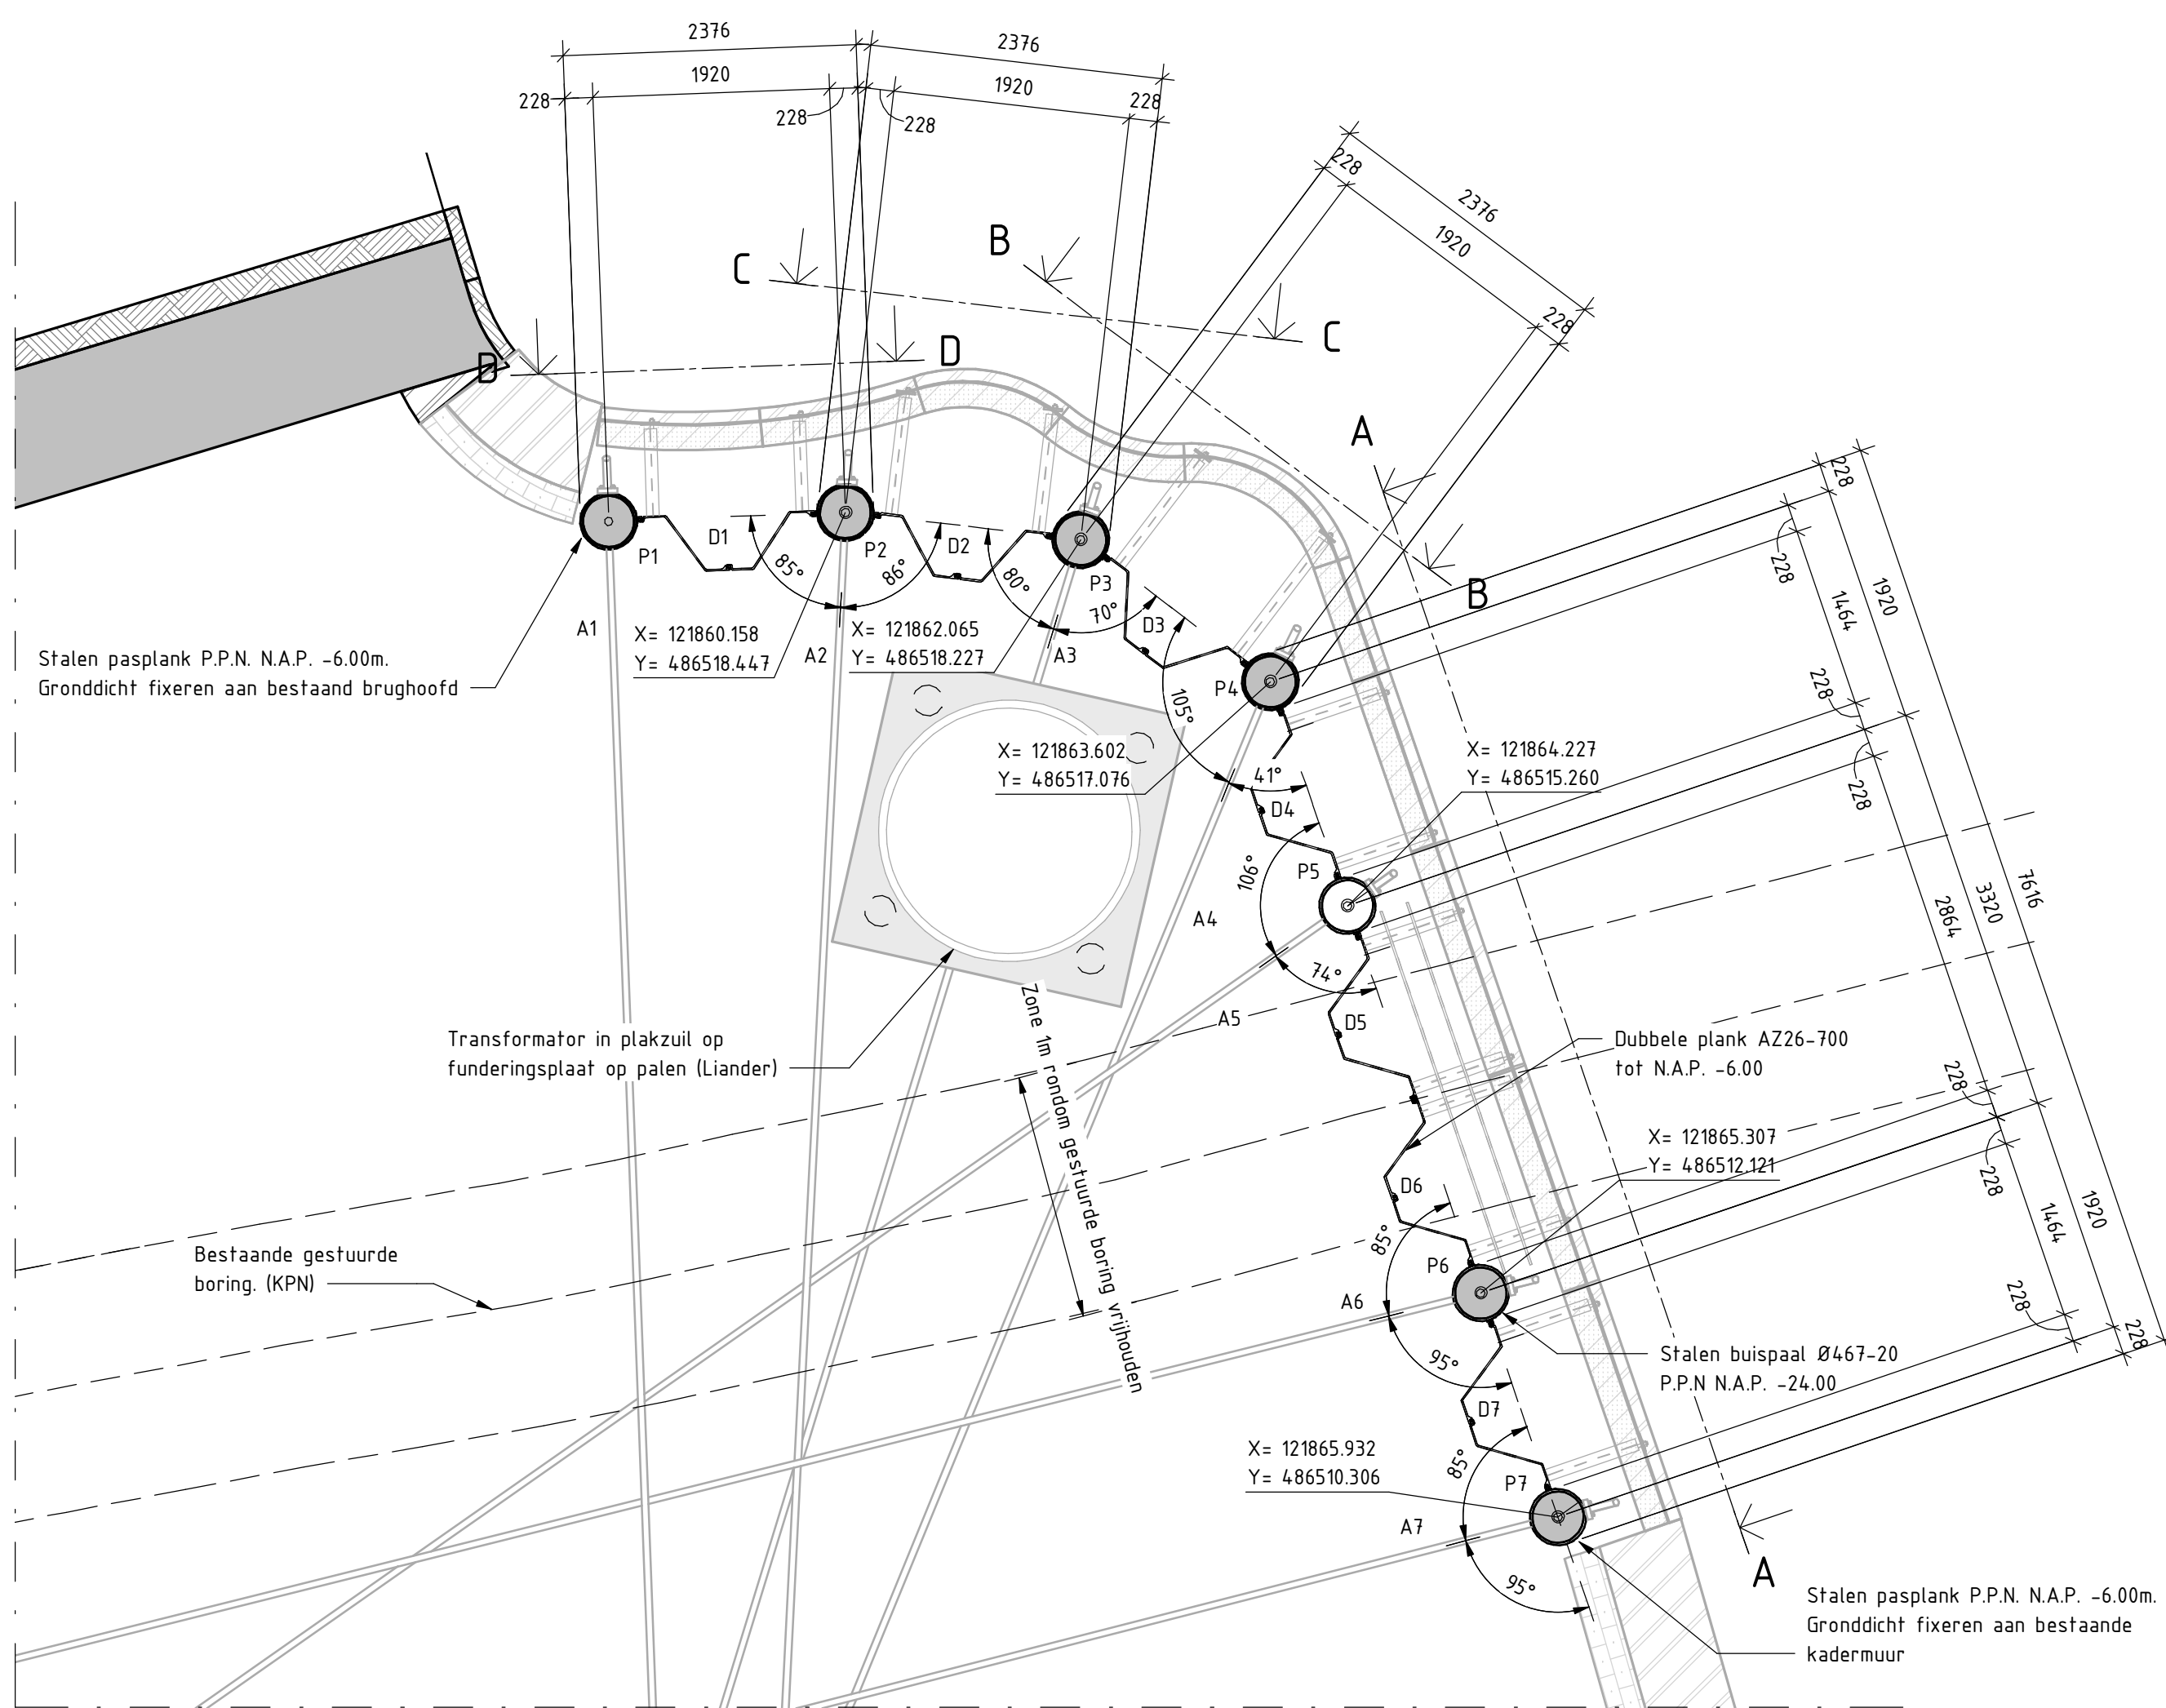 2376
2376
1920
1920
228
228
228
228
228
2376
1920
228
B
C
C
A
D
D
B
228
228
1920
1464
228
228
7616
3320
2864
228
228
1920
1464
228
228
P1
D1
P2
D2
P3
D3
P4
85°
86°
80°
70°
105°
41°
A1
A2
A3
X= 121860.158
Y= 486518.447
X= 121862.065
Y= 486518.227
Stalen pasplank P.P.N. N.A.P. -6.00m.
Gronddicht fixeren aan bestaand brughoofd
X= 121863.602
Y= 486517.076
X= 121864.227
Y= 486515.260
D4
106°
P5
A4
74°
A5
D5
Transformator in plakzuil op
funderingsplaat op palen (Liander)
Zone 1m rondom gestuurde boring vrijhouden
Dubbele plank AZ26-700
tot N.A.P. -6.00
X= 121865.307
Y= 486512.121
D6
85°
P6
A6
95°
Bestaande gestuurde
boring. (KPN)
Stalen buispaal Ø467-20
P.P.N N.A.P. -24.00
D7
X= 121865.932
Y= 486510.306
85°
P7
A7
95°
A
Stalen pasplank P.P.N. N.A.P. -6.00m.
Gronddicht fixeren aan bestaande
kadermuur